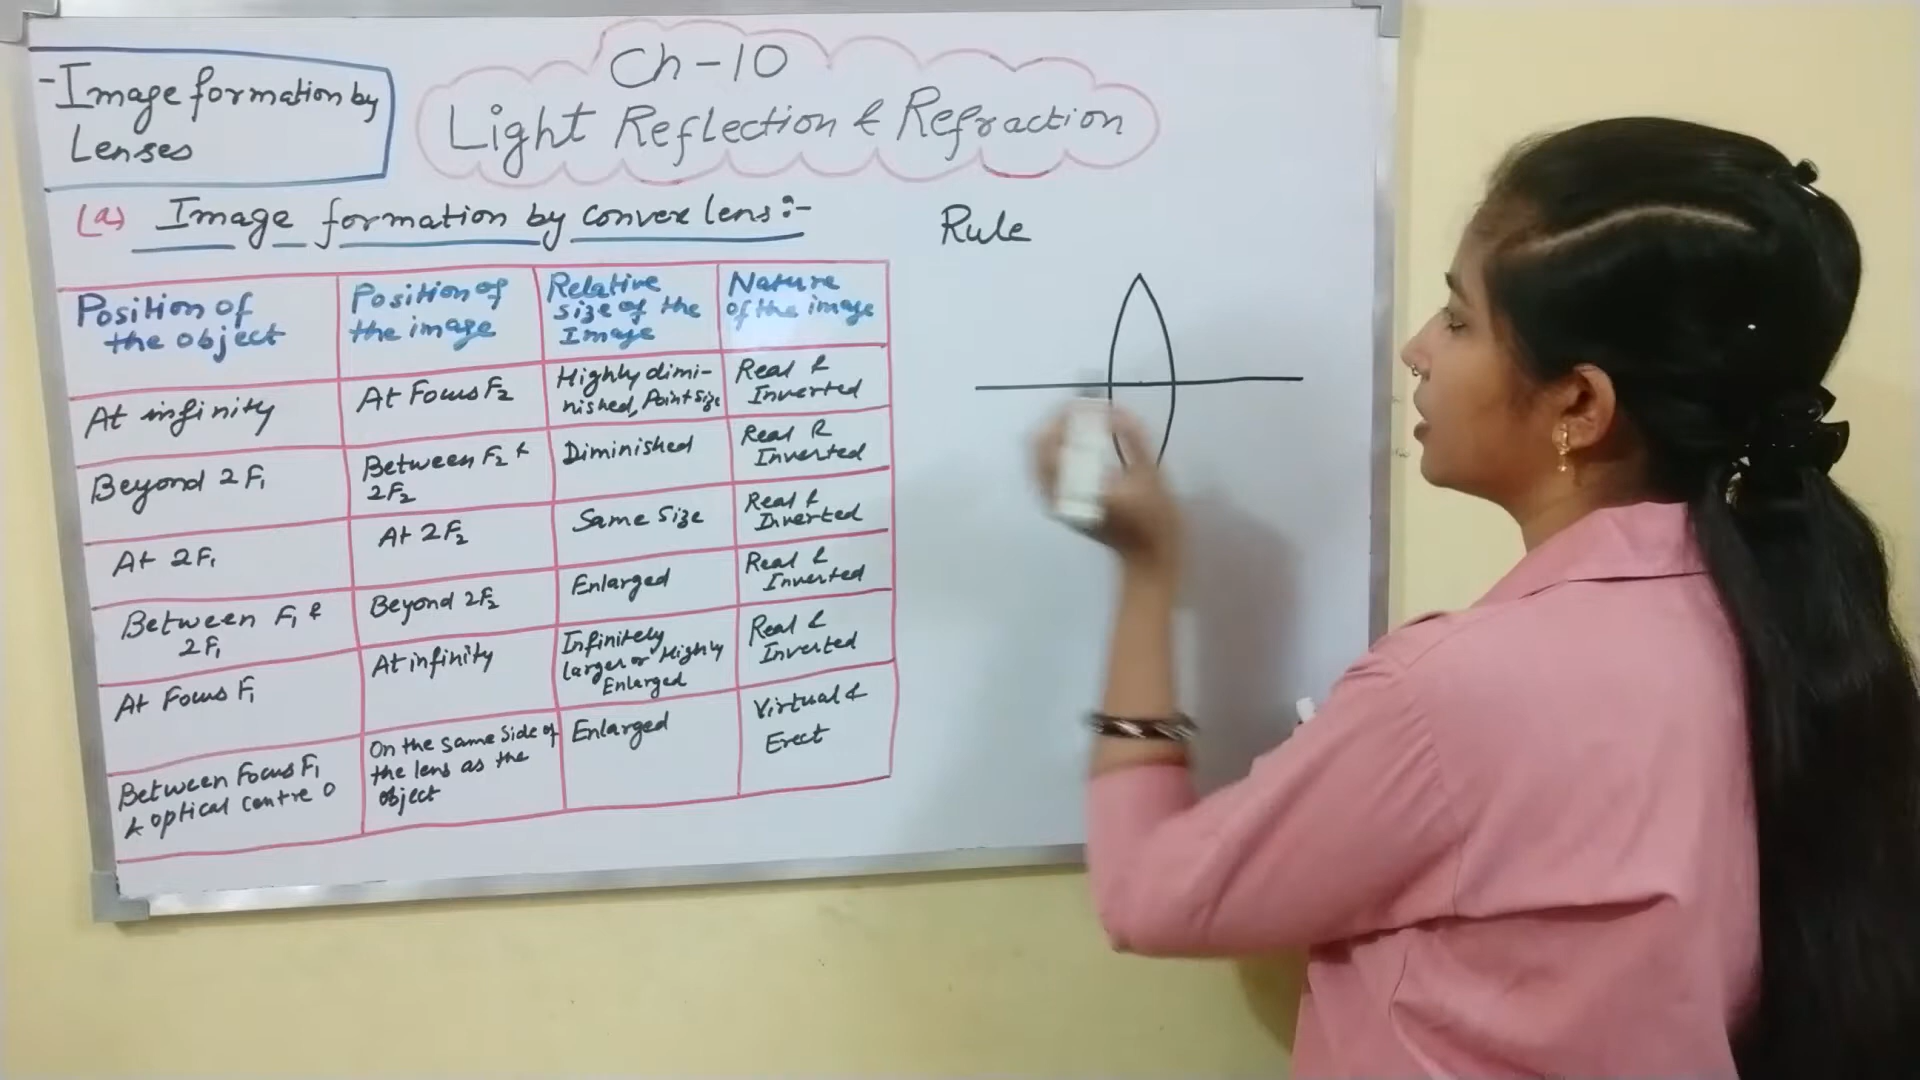 -Image formation by
Lenses
Ch-10
Light Reflection & Refraction
(a) Image formation by convex lens:-
Rule
Position of
the object
Position of
the image
Relative
size of the
Image
Nature
of the image
At infinity
At Focus F₂
Highly dimi-
nished, Point size
Real &
Inverted
Beyond 2F₁
Between F₂ &
2F₂
Diminished
Real &
Inverted
At 2F₁
At 2F₂
Same Size
Real &
Inverted
Between F₁ &
2F₁
Beyond 2F₂
Enlarged
Real &
Inverted
At Focus F₁
At infinity
Infinitely
larger or Highly
Enlarged
Real &
Inverted
Between Focus F₁
& optical centre O
On the same side of
the lens as the
object
Enlarged
Virtual &
Erect